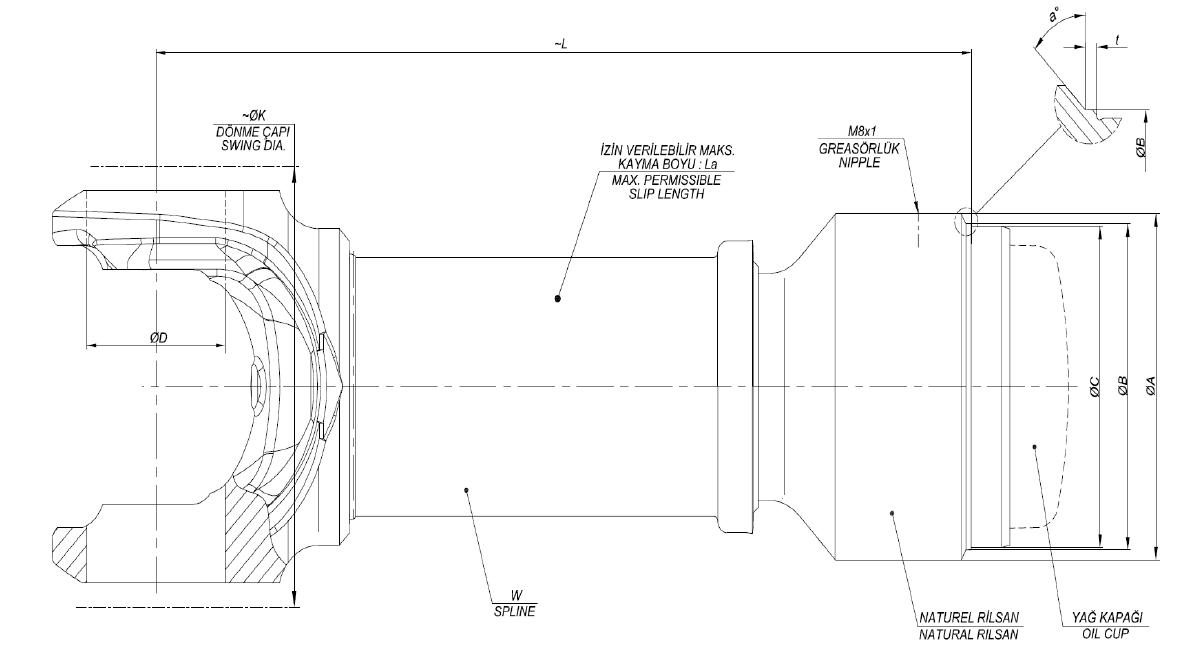 a°
~L
t
~ØK
DÖNME ÇAPI
SWING DIA.
İZİN VERİLEBİLİR MAKS.
KAYMA BOYU : La
MAX. PERMISSIBLE
SLIP LENGTH
M8x1
GREASÖRLÜK
NIPPLE
ØB
ØD
ØC
ØB
ØA
W
SPLINE
NATUREL RİLSAN
NATURAL RILSAN
YAĞ KAPAĞI
OIL CUP